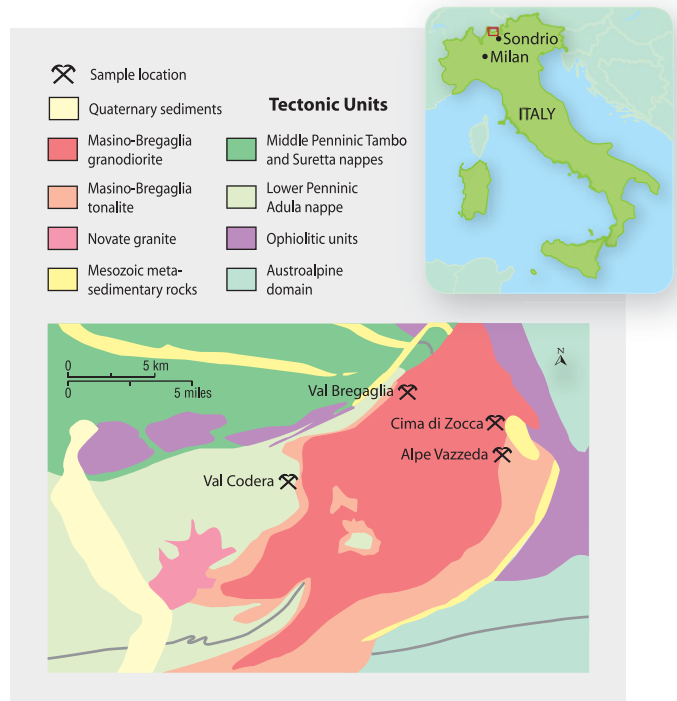 Sondrio
Milan
ITALY
Sample location
Quaternary sediments
Tectonic Units
Masino-Bregaglia
granodiorite
Middle Penninic Tambo
and Suretta nappes
Masino-Bregaglia
tonalite
Lower Penninic
Adula nappe
Novate granite
Ophiolitic units
Mesozoic meta-
sedimentary rocks
Austroalpine
domain
0 5 km
0 5 miles
N
Val Bregaglia
Cima di Zocca
Alpe Vazzeda
Val Codera